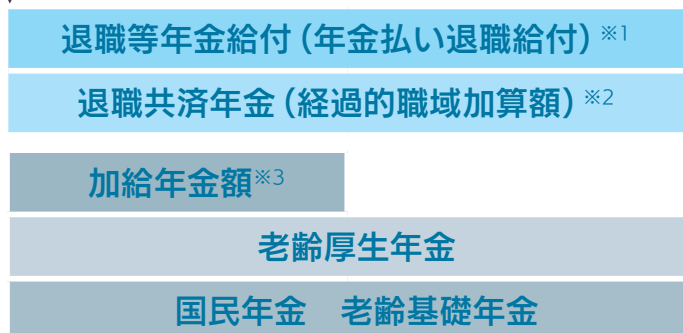 退職等年金給付（年金払い退職給付）※1
退職共済年金（経過的職域加算額）※2
加給年金額※3
老齢厚生年金
国民年金　老齢基礎年金